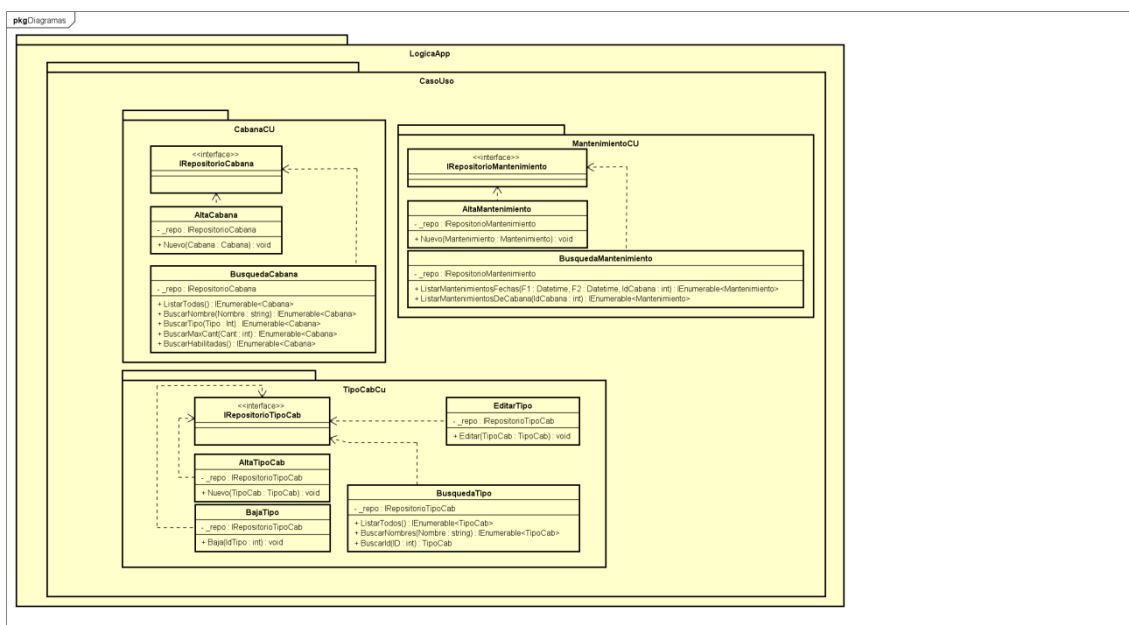 pkg Diagramas
LogicaApp
CasoUso
CabanaCU
<<interface>>
IRepositorioCabana
AltaCabana
- _repo : IRepositorioCabana
+ Nuevo(Cabana : Cabana) : void
BusquedaCabana
- _repo : IRepositorioCabana
+ ListarTodas() : IEnumerable<Cabana>
+ BuscarNombre(Nombre : string) : IEnumerable<Cabana>
+ BuscarTipo(Tipo : Int) : IEnumerable<Cabana>
+ BuscarMaxCant(Cant : int) : IEnumerable<Cabana>
+ BuscarHabilitadas() : IEnumerable<Cabana>
MantenimientoCU
<<interface>>
IRepositorioMantenimiento
AltaMantenimiento
- _repo : IRepositorioMantenimiento
+ Nuevo(Mantenimiento : Mantenimiento) : void
BusquedaMantenimiento
- _repo : IRepositorioMantenimiento
+ ListarMantenimientosFechas(F1 : Datetime, F2 : Datetime, IdCabana : int) : IEnumerable<Mantenimiento>
+ ListarMantenimientosDeCabana(IdCabana : int) : IEnumerable<Mantenimiento>
TipoCabCu
<<interface>>
IRepositorioTipoCab
EditarTipo
- _repo : IRepositorioTipoCab
+ Editar(TipoCab : TipoCab) : void
AltaTipoCab
- _repo : IRepositorioTipoCab
+ Nuevo(TipoCab : TipoCab) : void
BajaTipo
- _repo : IRepositorioTipoCab
+ Baja(IdTipo : int) : void
BusquedaTipo
- _repo : IRepositorioTipoCab
+ ListarTodos() : IEnumerable<TipoCab>
+ BuscarNombres(Nombre : string) : IEnumerable<TipoCab>
+ BuscarId(ID : int) : TipoCab